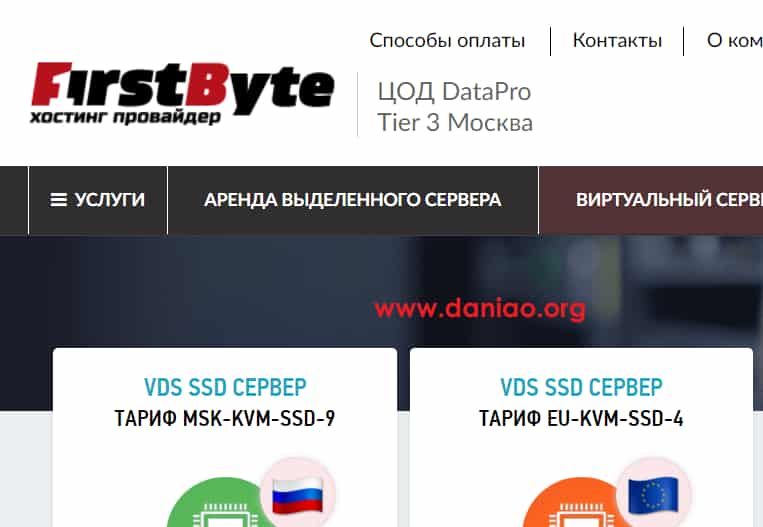 Способы оплаты
Контакты
О ком
FirstByte
хостинг провайдер
ЦОД DataPro
Tier 3 Москва
УСЛУГИ
АРЕНДА ВЫДЕЛЕННОГО СЕРВЕРА
ВИРТУАЛЬНЫЙ СЕРВ
www.daniao.org
VDS SSD СЕРВЕР
ТАРИФ MSK-KVM-SSD-9
VDS SSD СЕРВЕР
ТАРИФ EU-KVM-SSD-4